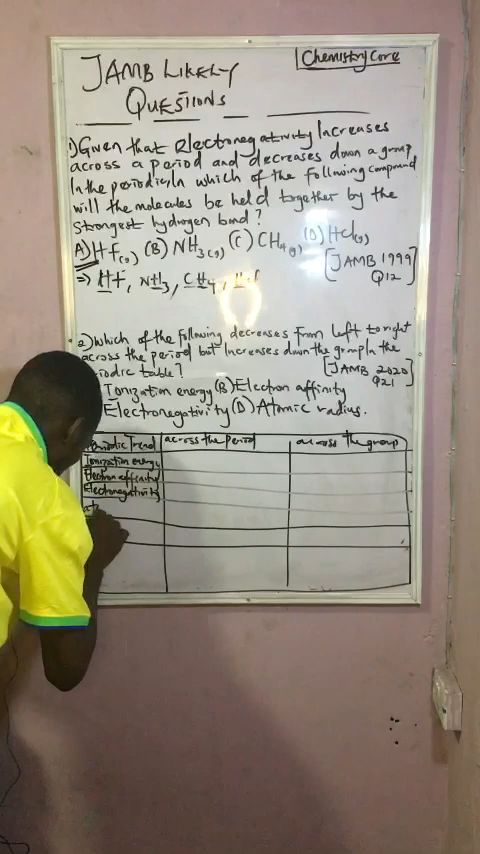 Chemistry Core
JAMB LIKELY
QUESTIONS
1) Given that Electronegativity Increases
across a period and decreases down a group
In the periodic, In which of the following compound
will the molecules be held together by the
strongest hydrogen bond?
A) HF(g) (B) NH3(g) (C) CH4(g) (D) HCl(g)
[JAMB 1999
Q12]
=> HF, NH3, CH4,
2) Which of the following decreases from left to right
across the period but Increases down the group In the
table?
[JAMB 2020
Q21]
Ionization energy (B) Electron affinity
Electronegativity (D) Atomic radius.
Periodic Trend across the period across the group
Ionization energy
Electron affinity
Electronegativity
at